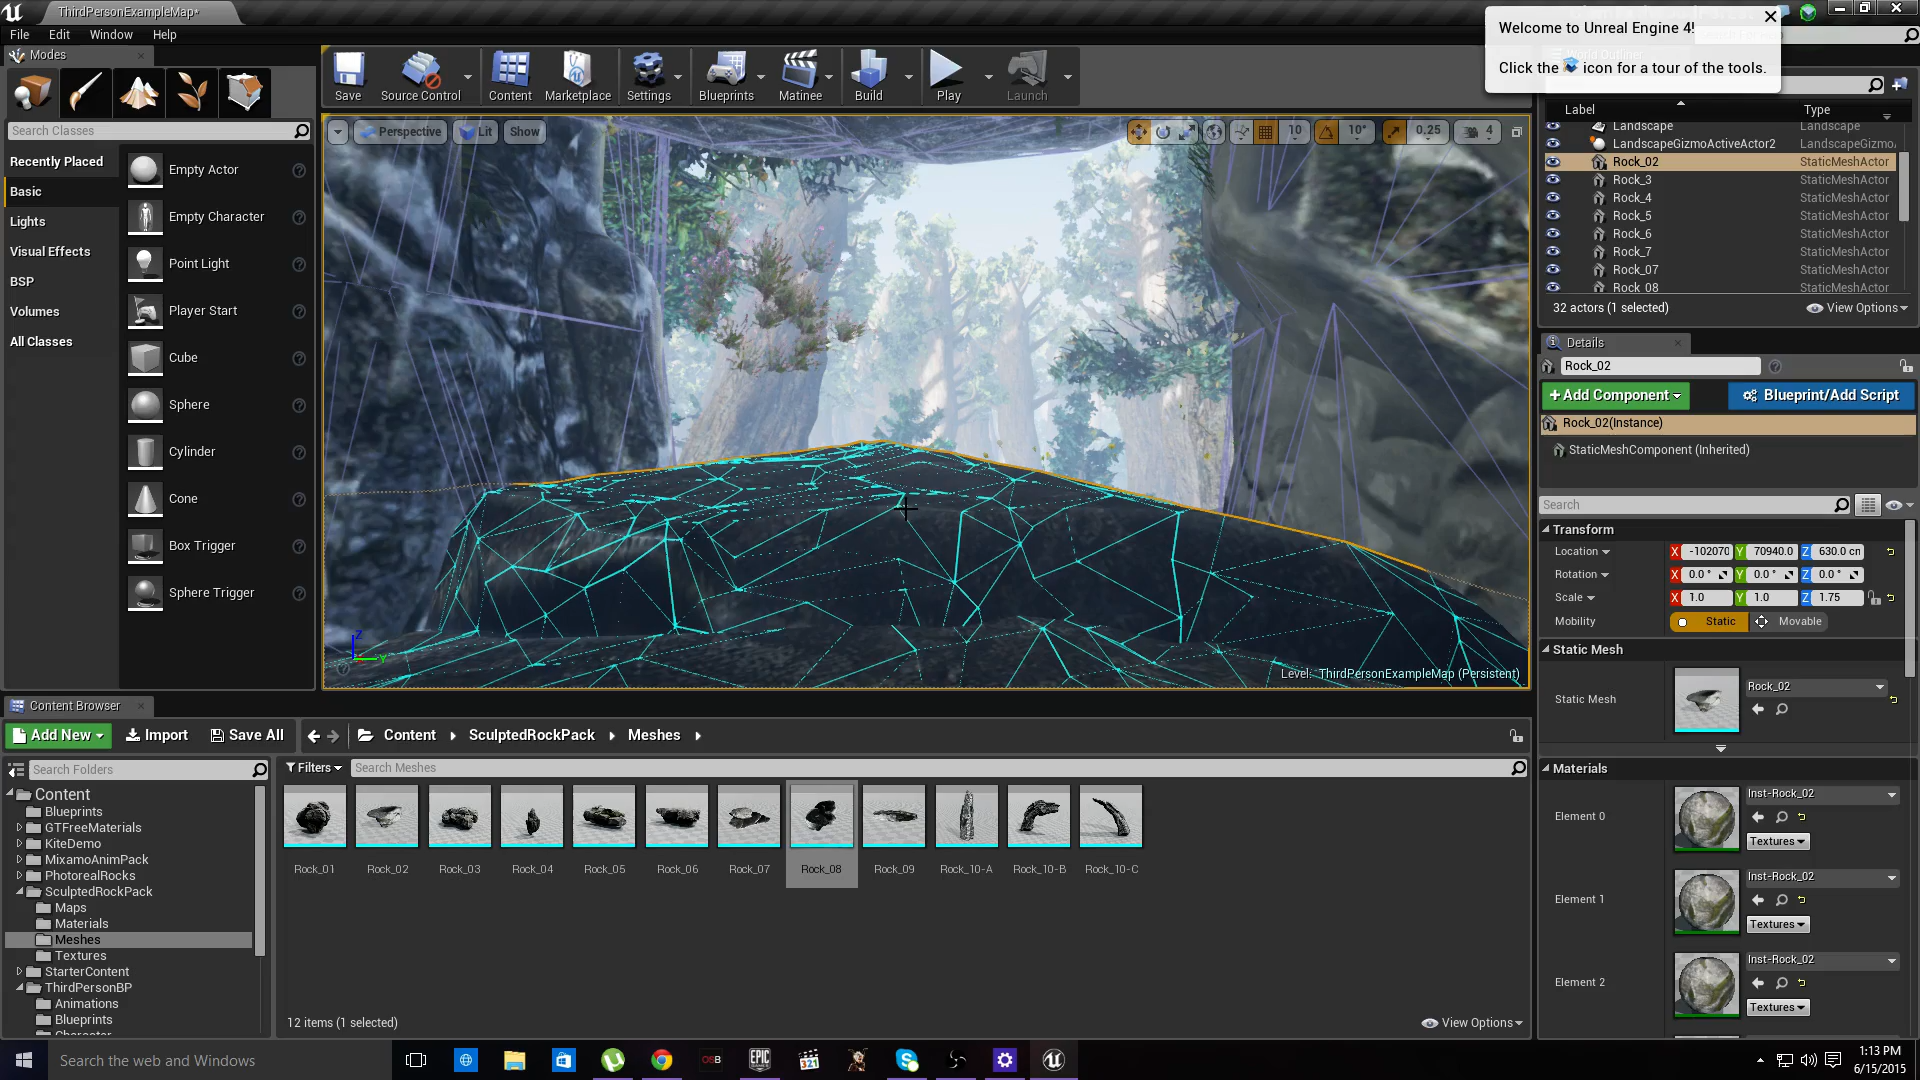 ThirdPersonExampleMap*
File Edit Window Help
Welcome to Unreal Engine 4!
Click the icon for a tour of the tools.
Modes
Search Classes
Recently Placed
Basic
Lights
Visual Effects
BSP
Volumes
All Classes
Empty Actor
Empty Character
Point Light
Player Start
Cube
Sphere
Cylinder
Cone
Box Trigger
Sphere Trigger
Save
Source Control
Content
Marketplace
Settings
Blueprints
Matinee
Build
Play
Launch
Perspective Lit Show
10 10° 0.25 4
Z
Y
Level: ThirdPersonExampleMap (Persistent)
Label Type
Landscape Landscape
LandscapeGizmoActiveActor2 LandscapeGizmo
Rock_02 StaticMeshActor
Rock_3 StaticMeshActor
Rock_4 StaticMeshActor
Rock_5 StaticMeshActor
Rock_6 StaticMeshActor
Rock_7 StaticMeshActor
Rock_07 StaticMeshActor
Rock_08 StaticMeshActor
32 actors (1 selected) View Options
Details
Rock_02
+Add Component Blueprint/Add Script
Rock_02(Instance)
StaticMeshComponent (Inherited)
Search
Transform
Location X -102070 Y 70940.0 Z 630.0 cm
Rotation X 0.0 ° Y 0.0 ° Z 0.0 °
Scale X 1.0 Y 1.0 Z 1.75
Mobility Static Movable
Static Mesh
Static Mesh Rock_02
Materials
Element 0 Inst-Rock_02
Textures
Element 1 Inst-Rock_02
Textures
Element 2 Inst-Rock_02
Textures
Content Browser
Add New Import Save All Content SculptedRockPack Meshes
Search Folders
Content
Blueprints
GTFreeMaterials
KiteDemo
MixamoAnimPack
PhotorealRocks
SculptedRockPack
Maps
Materials
Meshes
Textures
StarterContent
ThirdPersonBP
Animations
Blueprints
Character
Filters Search Meshes
Rock_01 Rock_02 Rock_03 Rock_04 Rock_05 Rock_06 Rock_07 Rock_08 Rock_09 Rock_10-A Rock_10-B Rock_10-C
12 items (1 selected) View Options
Search the web and Windows
OSB
EPIC
GAMES
321
1:13 PM
6/15/2015